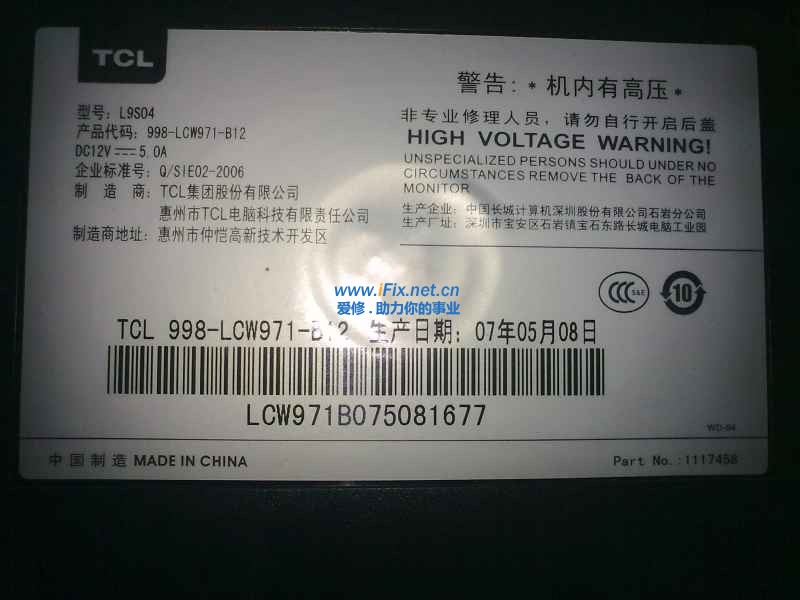 TCL
型号: L9S04
产品代码: 998-LCW971-B12
DC12V 5.0A
企业标准号: Q/SIE02-2006
制 造 商: TCL集团股份有限公司
惠州市TCL电脑科技有限责任公司
制造商地址: 惠州市仲恺高新技术开发区
警告: * 机内有高压 *
非专业修理人员, 请勿自行开启后盖
HIGH VOLTAGE WARNING!
UNSPECIALIZED PERSONS SHOULD UNDER NO
CIRCUMSTANCES REMOVE THE BACK OF THE
MONITOR
生产企业: 中国长城计算机深圳股份有限公司石岩分公司
生产厂址: 深圳市宝安区石岩镇宝石东路长城电脑工业园
CCC S&E
10
www.iFix.net.cn
爱修.助力你的事业
TCL 998-LCW971-B12 生产日期: 07年05月08日
LCW971B075081677
WD-04
中国制造 MADE IN CHINA
Part No.:1117458